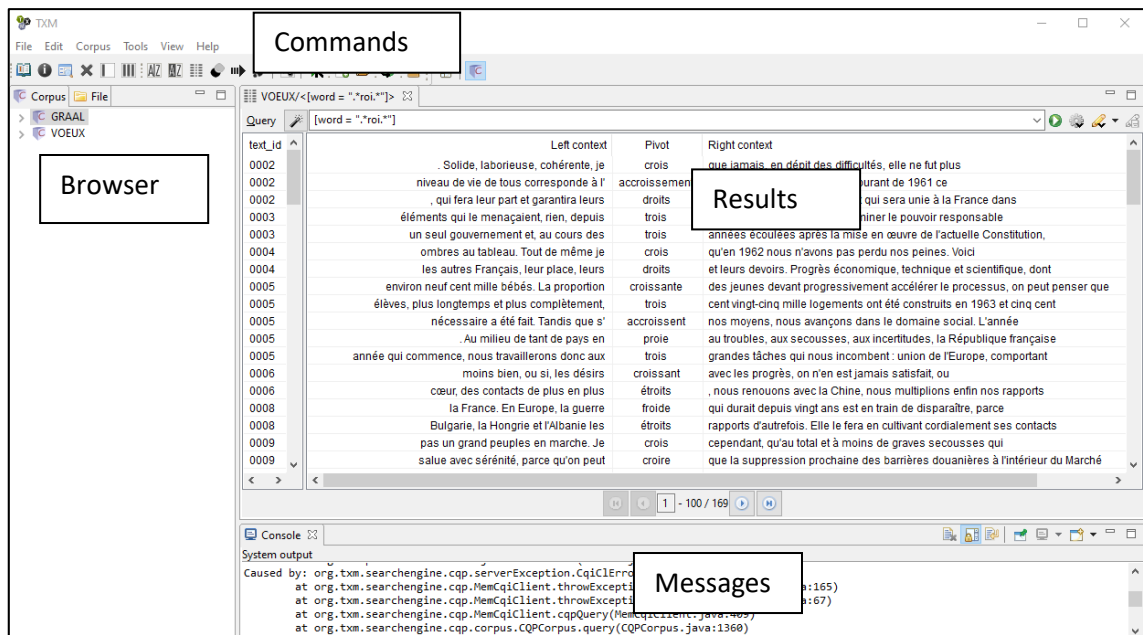 TXM
File Edit Corpus Tools View Help
Commands
Corpus File
GRAAL
VOEUX
Browser
VOEUX/<[word = ".*roi.*"]>
Query [word = ".*roi.*"]
text_id Left context Pivot Right context
0002 . Solide, laborieuse, cohérente, je crois que jamais, en dépit des difficultés, elle ne fut plus
0002 niveau de vie de tous corresponde à l' accroissemen courant de 1961 ce
0002 , qui fera leur part et garantira leurs droits qui sera unie à la France dans
Results
0003 éléments qui le menaçaient, rien, depuis trois miner le pouvoir responsable
0003 un seul gouvernement et, au cours des trois années écoulées après la mise en œuvre de l'actuelle Constitution,
0004 ombres au tableau. Tout de même je crois qu'en 1962 nous n'avons pas perdu nos peines. Voici
0004 les autres Français, leur place, leurs droits et leurs devoirs. Progrès économique, technique et scientifique, dont
0005 environ neuf cent mille bébés. La proportion croissante des jeunes devant progressivement accélérer le processus, on peut penser que
0005 élèves, plus longtemps et plus complètement, trois cent vingt-cinq mille logements ont été construits en 1963 et cinq cent
0005 nécessaire a été fait. Tandis que s' accroissent nos moyens, nous avançons dans le domaine social. L'année
0005 . Au milieu de tant de pays en proie au troubles, aux secousses, aux incertitudes, la République française
0005 année qui commence, nous travaillerons donc aux trois grandes tâches qui nous incombent : union de l'Europe, comportant
0006 moins bien, ou si, les désirs croissant avec les progrès, on n'en est jamais satisfait, ou
0006 cœur, des contacts de plus en plus étroits , nous renouons avec la Chine, nous multiplions enfin nos rapports
0008 la France. En Europe, la guerre froide qui durait depuis vingt ans est en train de disparaître, parce
0008 Bulgarie, la Hongrie et l'Albanie les étroits rapports d'autrefois. Elle le fera en cultivant cordialement ses contacts
0009 pas un grand peuples en marche. Je crois cependant, qu'au total et à moins de graves secousses qui
0009 salue avec sérénité, parce qu'on peut croire que la suppression prochaine des barrières douanières à l'intérieur du Marché
1 - 100 / 169
Console
System output
Caused by: org.txm.searchengine.cqp.serverException.CqiClErro
at org.txm.searchengine.cqp.MemCqiClient.throwExcepti a:165)
at org.txm.searchengine.cqp.MemCqiClient.throwExcepti a:67)
at org.txm.searchengine.cqp.MemCqiClient.cqpQuery(MemCqiClient.java:409)
at org.txm.searchengine.cqp.corpus.CQPCorpus.query(CQPCorpus.java:1360)
Messages